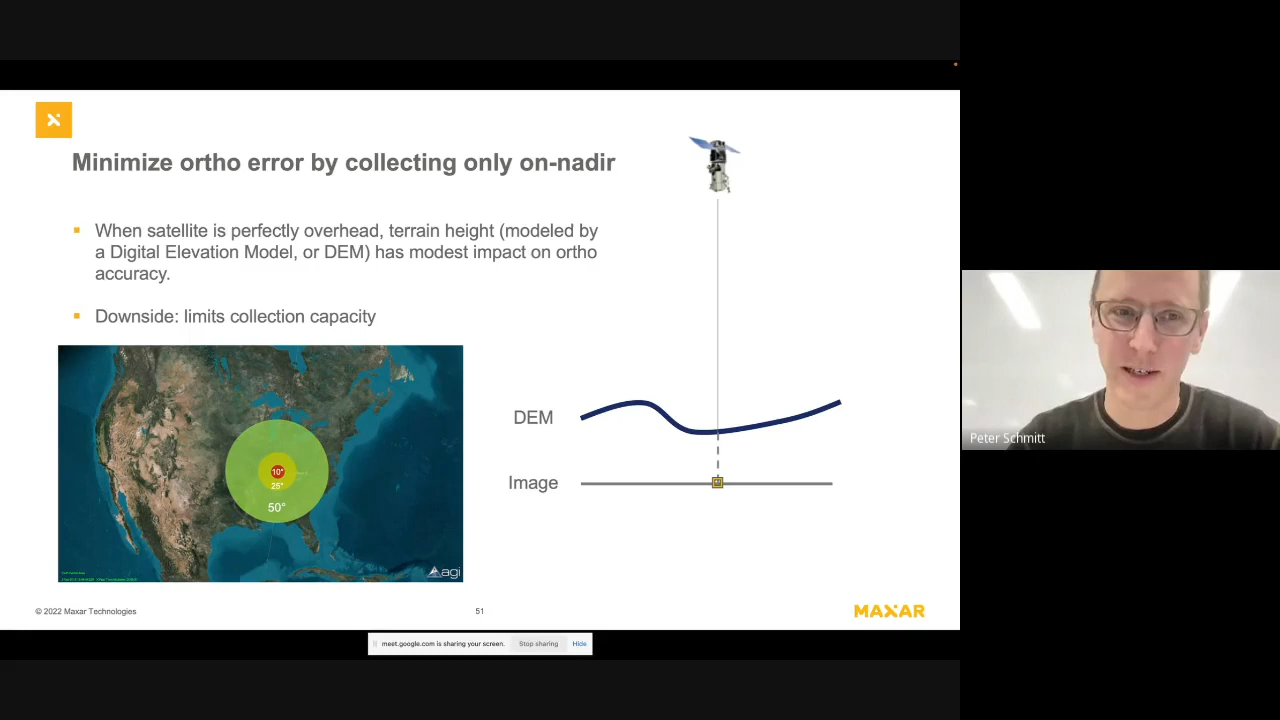 Minimize ortho error by collecting only on-nadir
When satellite is perfectly overhead, terrain height (modeled by
a Digital Elevation Model, or DEM) has modest impact on ortho
accuracy.
Downside: limits collection capacity
10°
25°
50°
agi
DEM
Image
Peter Schmitt
© 2022 Maxar Technologies
51
MAXAR
meet.google.com is sharing your screen.
Stop sharing
Hide